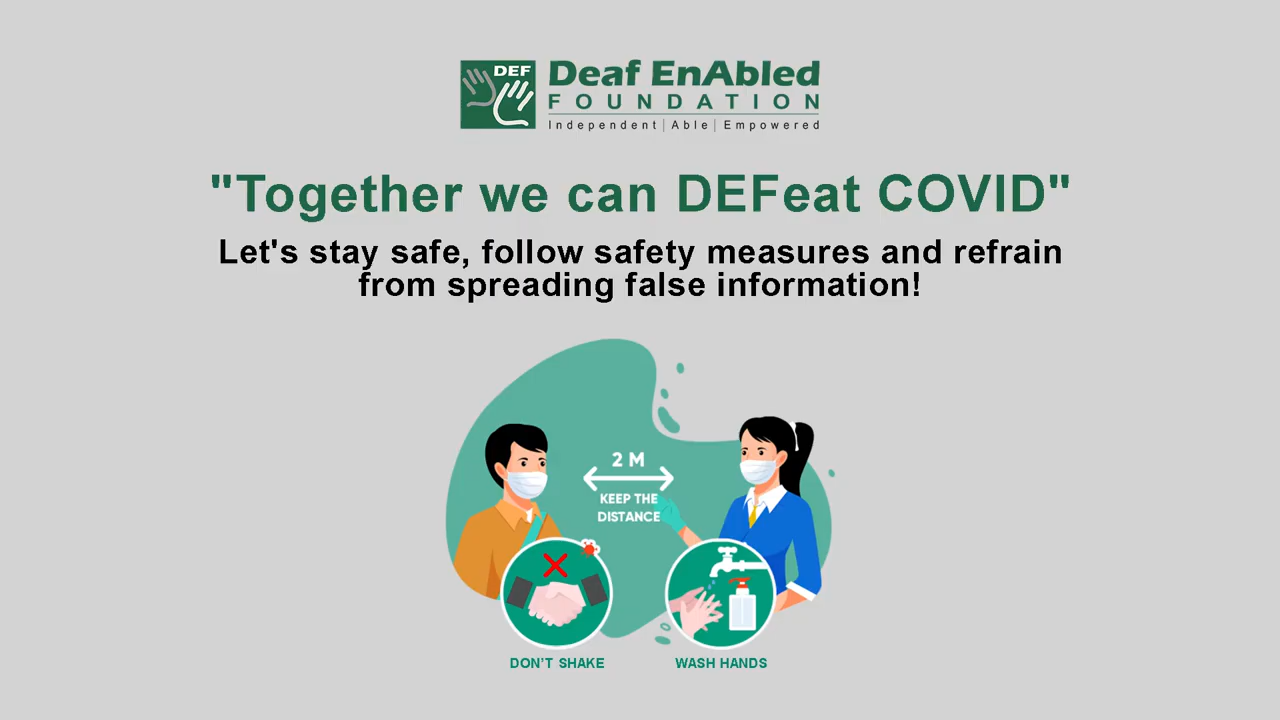 DEF
Deaf EnAbled
FOUNDATION
Independent|Able|Empowered
"Together we can DEFeat COVID"
Let's stay safe, follow safety measures and refrain
from spreading false information!
2 M
KEEP THE
DISTANCE
DON'T SHAKE
WASH HANDS